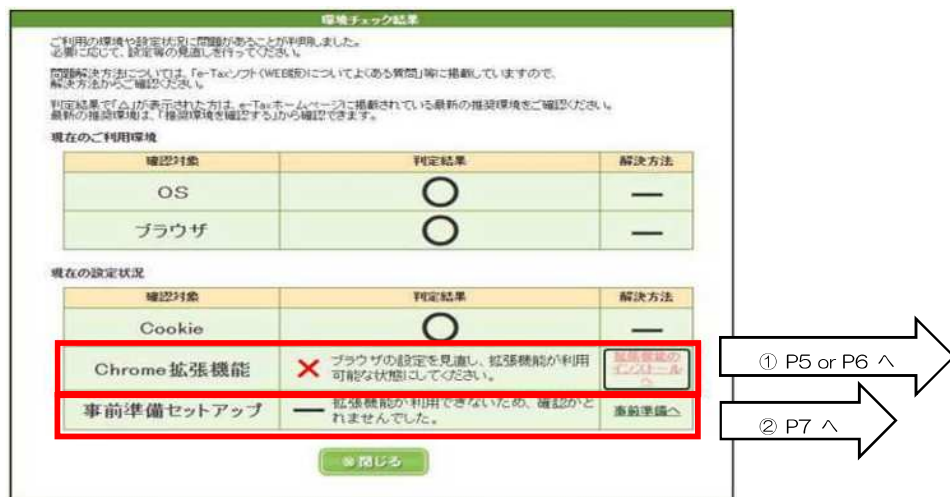 環境チェック結果
ご利用の環境や設定状況に問題があることが判明しました。
必要に応じて、設定等の見直しを行ってください。
問題解決方法については、「e-Taxソフト(WEB版)についてよくある質問」等に掲載していますので、
解決方法からご確認ください。
判定結果で「△」が表示された方は、e-Taxホームページに掲載されている最新の推奨環境をご確認ください。
最新の推奨環境は、「推奨環境を確認する」から確認できます。
現在のご利用環境
確認対象 判定結果 解決方法
OS ○ ―
ブラウザ ○ ―
現在の設定状況
確認対象 判定結果 解決方法
Cookie ○ ―
Chrome拡張機能 × ブラウザの設定を見直し、拡張機能が利用
可能な状態にしてください。
拡張機能の
インストール
へ
① P5 or P6 へ
事前準備セットアップ ― 拡張機能が利用できないため、確認がと
れませんでした。
事前準備へ
② P7 へ
⊗ 閉じる